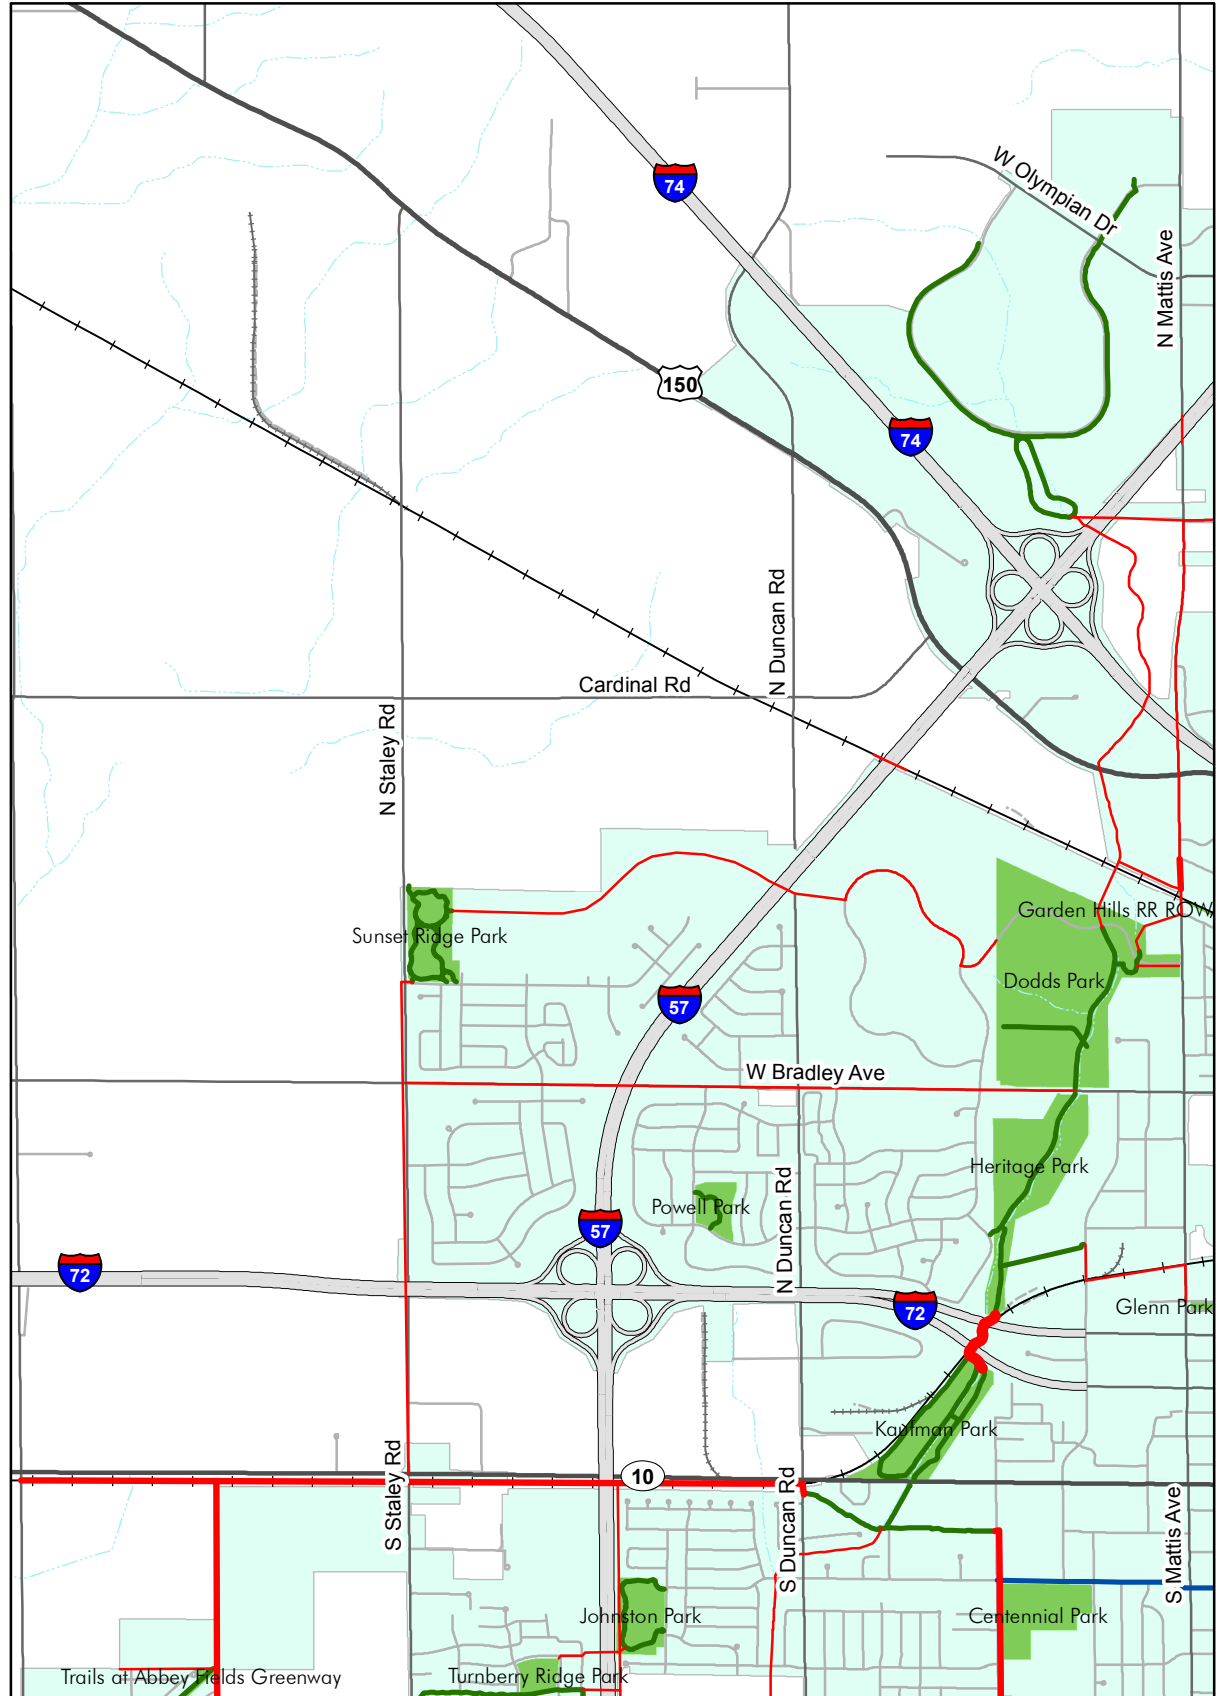 74
W Olympian Dr
N Mattis Ave
150
74
N Duncan Rd
Cardinal Rd
N Staley Rd
Garden Hills RR ROW
Sunset Ridge Park
Dodds Park
57
W Bradley Ave
Heritage Park
Powell Park
N Duncan Rd
57
72
72
Glenn Park
Kaufman Park
10
S Staley Rd
S Duncan Rd
S Mattis Ave
Johnston Park
Centennial Park
Trails at Abbey Fields Greenway
Turnberry Ridge Park